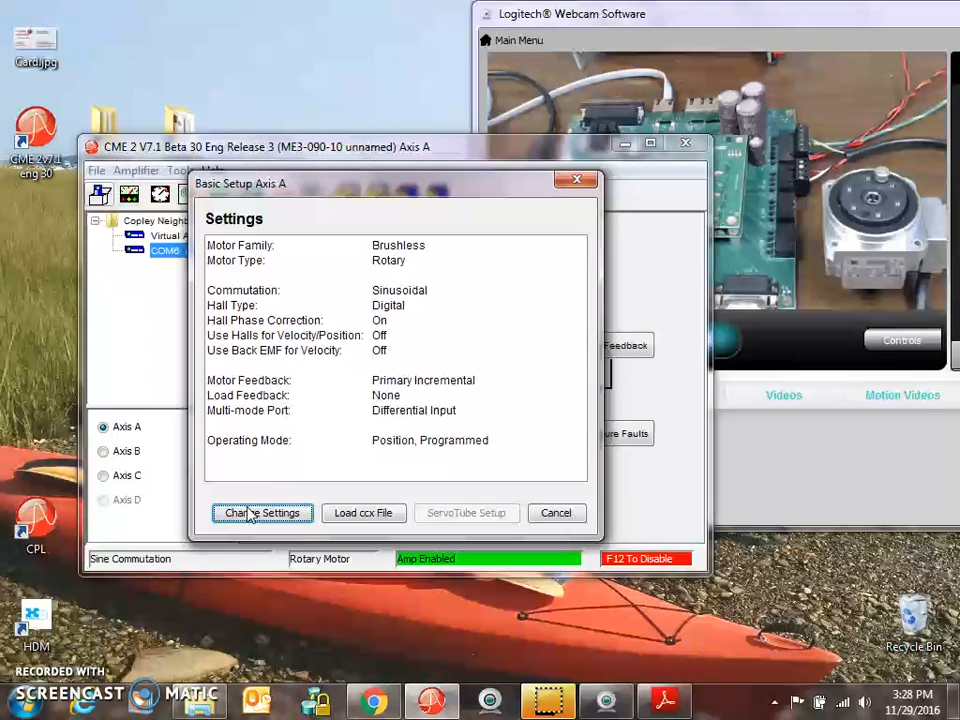 Logitech® Webcam Software
Card.jpg
Main Menu
CME 2v7.1
eng 30
CME 2 V7.1 Beta 30 Eng Release 3 (ME3-090-10 unnamed) Axis A
File Amplifier
Basic Setup Axis A
Copley
Virtual A
COM6
Settings
Motor Family: Brushless
Motor Type: Rotary
Commutation: Sinusoidal
Hall Type: Digital
Hall Phase Correction: On
Use Halls for Velocity/Position: Off
Use Back EMF for Velocity: Off
Motor Feedback: Primary Incremental
Load Feedback: None
Multi-mode Port: Differential Input
Operating Mode: Position, Programmed
Feedback
Controls
Videos Motion Videos
Axis A
Axis B
Axis C
Axis D
ure Faults
Change Settings Load ccx File ServoTube Setup Cancel
CPL
Sine Commutation Rotary Motor Amp Enabled F12 To Disable
HDM
Recycle Bin
RECORDED WITH
SCREENCAST MATIC
3:28 PM
11/29/2016